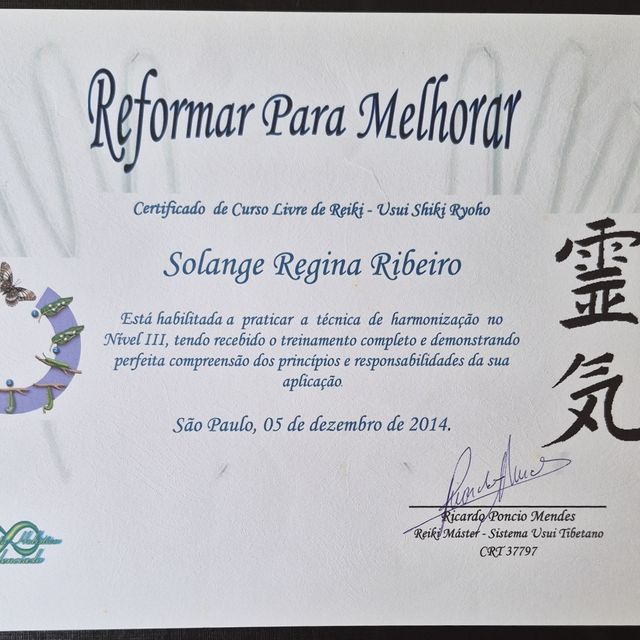 Reformar Para Melhorar
Certificado de Curso Livre de Reiki - Usui Shiki Ryoho
Solange Regina Ribeiro
Está habilitada a praticar a técnica de harmonização no
Nível III, tendo recebido o treinamento completo e demonstrando
perfeita compreensão dos princípios e responsabilidades da sua
aplicação.
São Paulo, 05 de dezembro de 2014.
Ricardo Poncio Mendes
Reiki Máster - Sistema Usui Tibetano
CRT 37797
靈
気